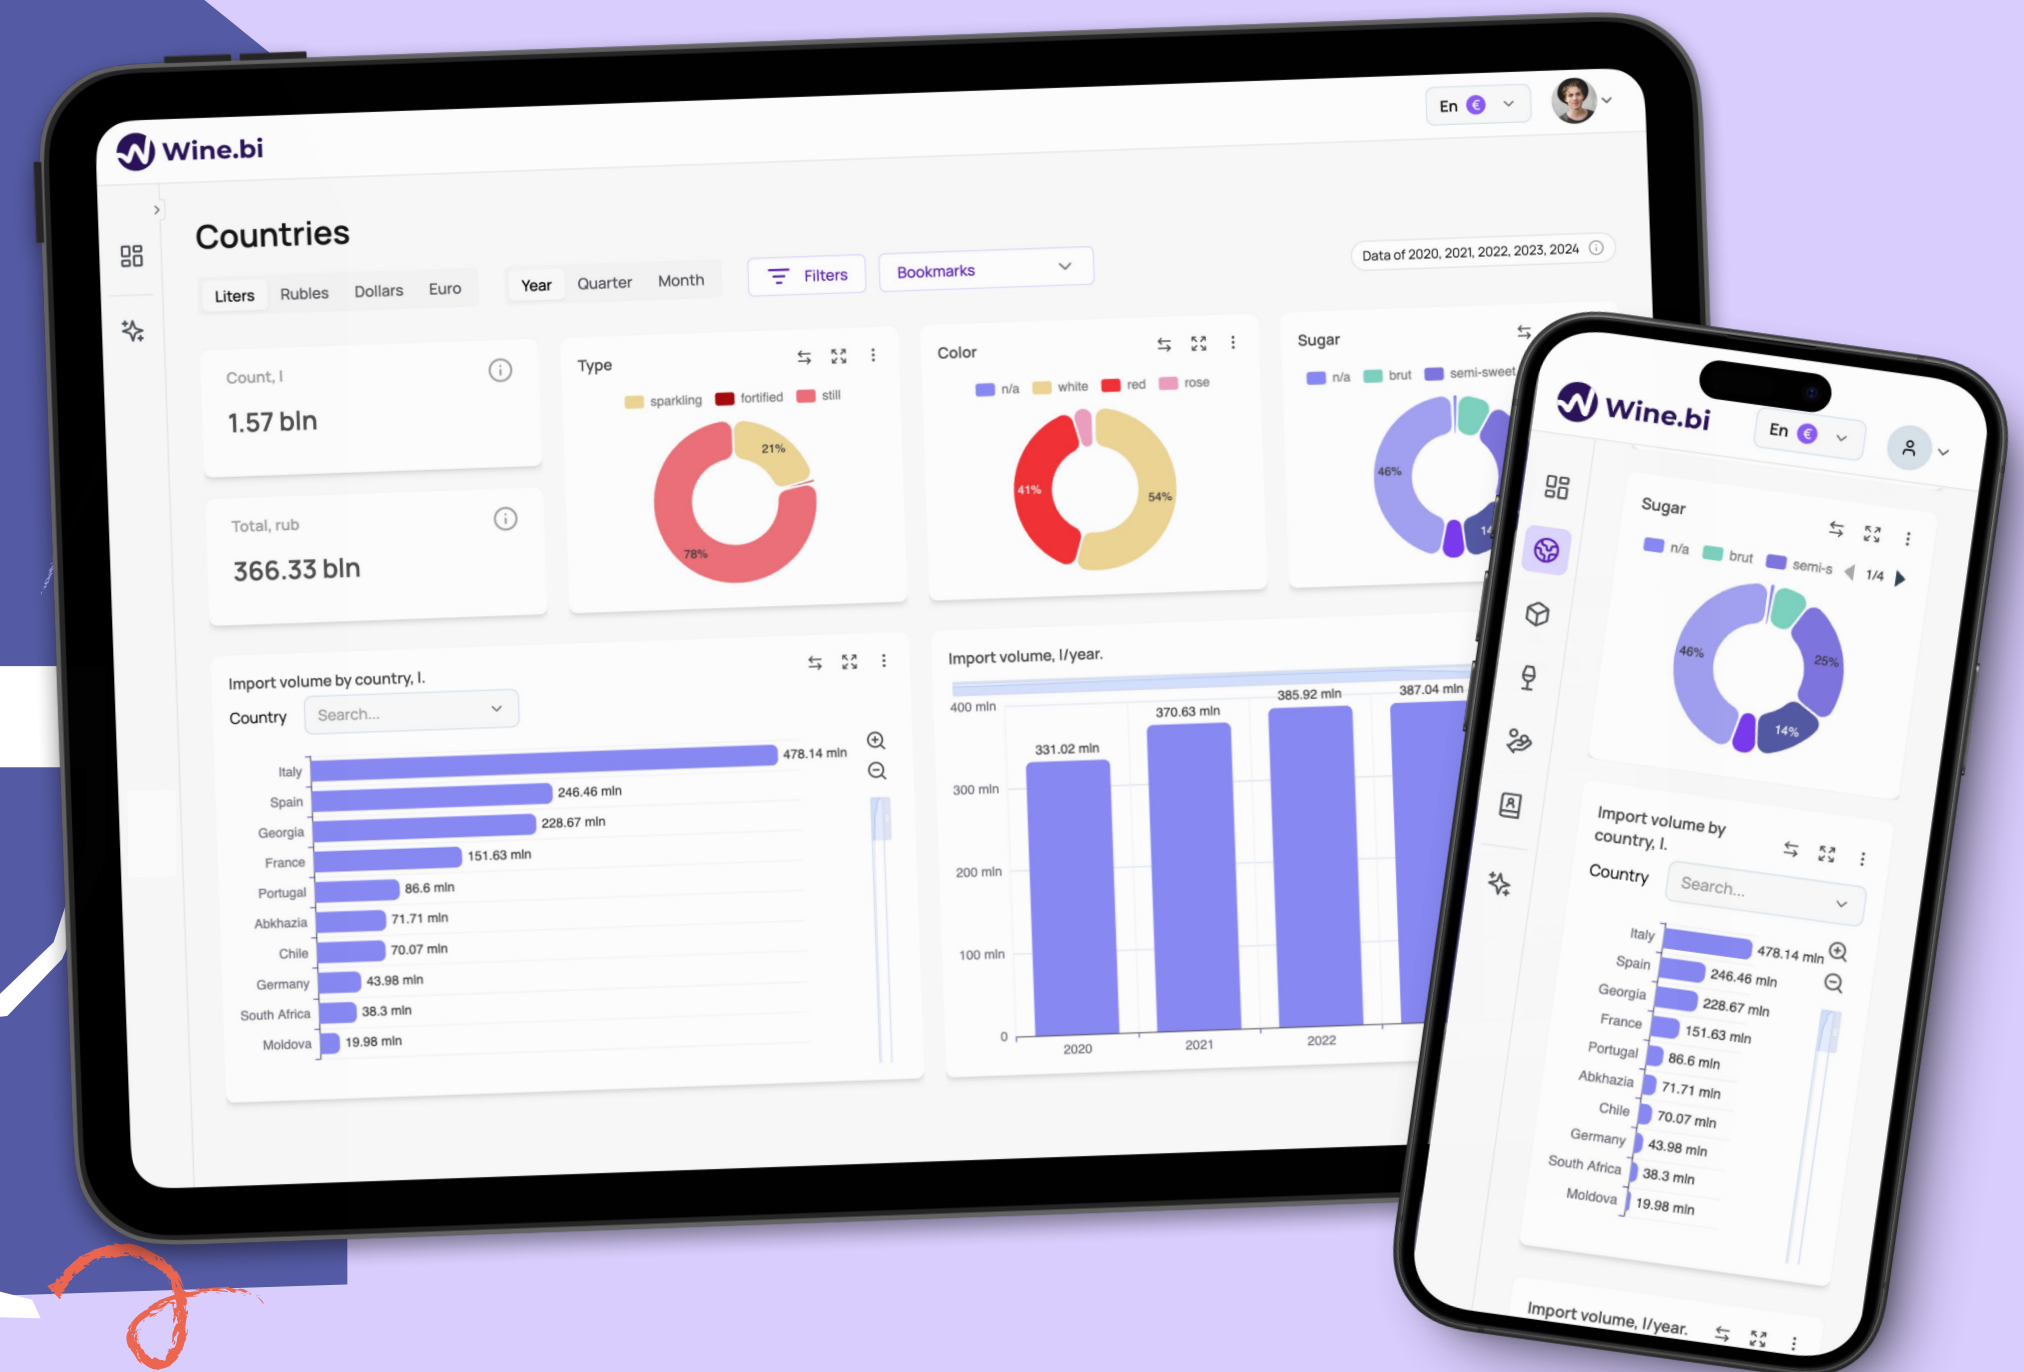 Wine.bi
En €
Countries
Data of 2020, 2021, 2022, 2023, 2024
Liters Rubles Dollars Euro Year Quarter Month Filters Bookmarks
Count, l
1.57 bln
Total, rub
366.33 bln
Type
sparkling fortified still
21%
78%
Color
n/a white red rose
41%
54%
Sugar
n/a brut semi-sweet
46%
14
Import volume by country, l.
Country Search...
Italy 478.14 mln
Spain 246.46 mln
Georgia 228.67 mln
France 151.63 mln
Portugal 86.6 mln
Abkhazia 71.71 mln
Chile 70.07 mln
Germany 43.98 mln
South Africa 38.3 mln
Moldova 19.98 mln
Import volume, l/year.
400 mln
300 mln
200 mln
100 mln
0
331.02 mln
370.63 mln
385.92 mln
387.04 mln
2020 2021 2022
Wine.bi
En €
Sugar
n/a brut semi-s 1/4
46%
25%
14%
Import volume by
country, l.
Country Search...
Italy 478.14 mln
Spain 246.46 mln
Georgia 228.67 mln
France 151.63 mln
Portugal 86.6 mln
Abkhazia 71.71 mln
Chile 70.07 mln
Germany 43.98 mln
South Africa 38.3 mln
Moldova 19.98 mln
Import volume, l/year.